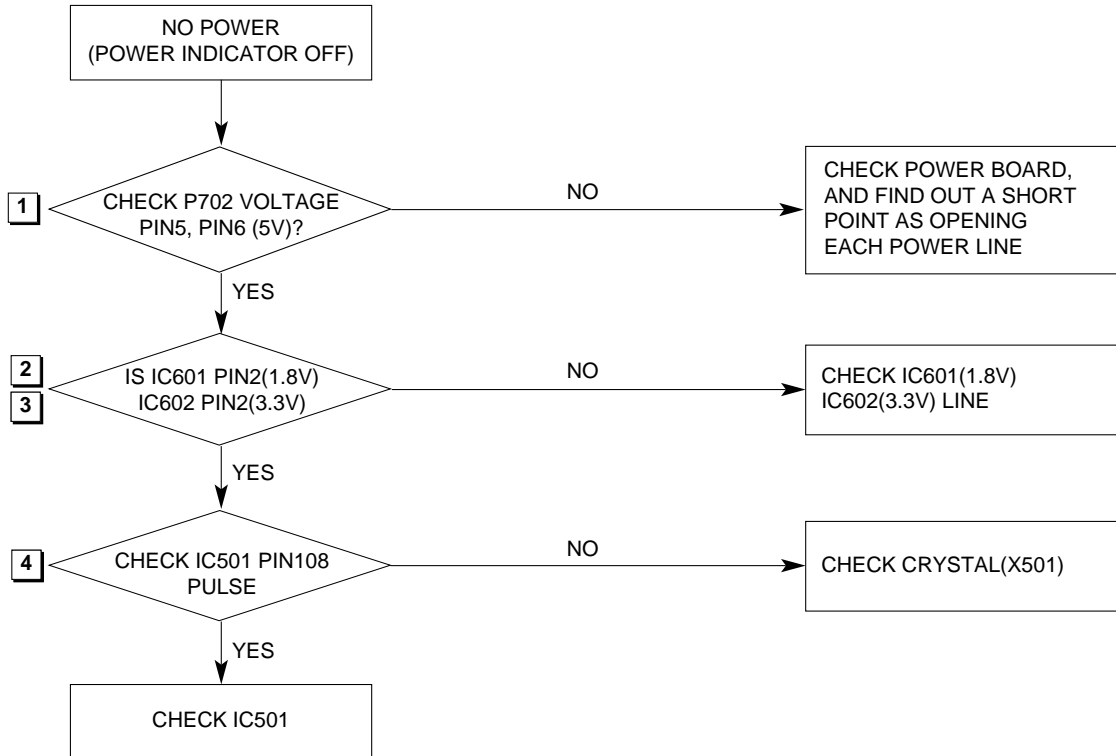 NO POWER
(POWER INDICATOR OFF)
1
CHECK P702 VOLTAGE
PIN5, PIN6 (5V)?
NO
CHECK POWER BOARD,
AND FIND OUT A SHORT
POINT AS OPENING
EACH POWER LINE
YES
2
3
IS IC601 PIN2(1.8V)
IC602 PIN2(3.3V)
NO
CHECK IC601(1.8V)
IC602(3.3V) LINE
YES
4
CHECK IC501 PIN108
PULSE
NO
CHECK CRYSTAL(X501)
YES
CHECK IC501